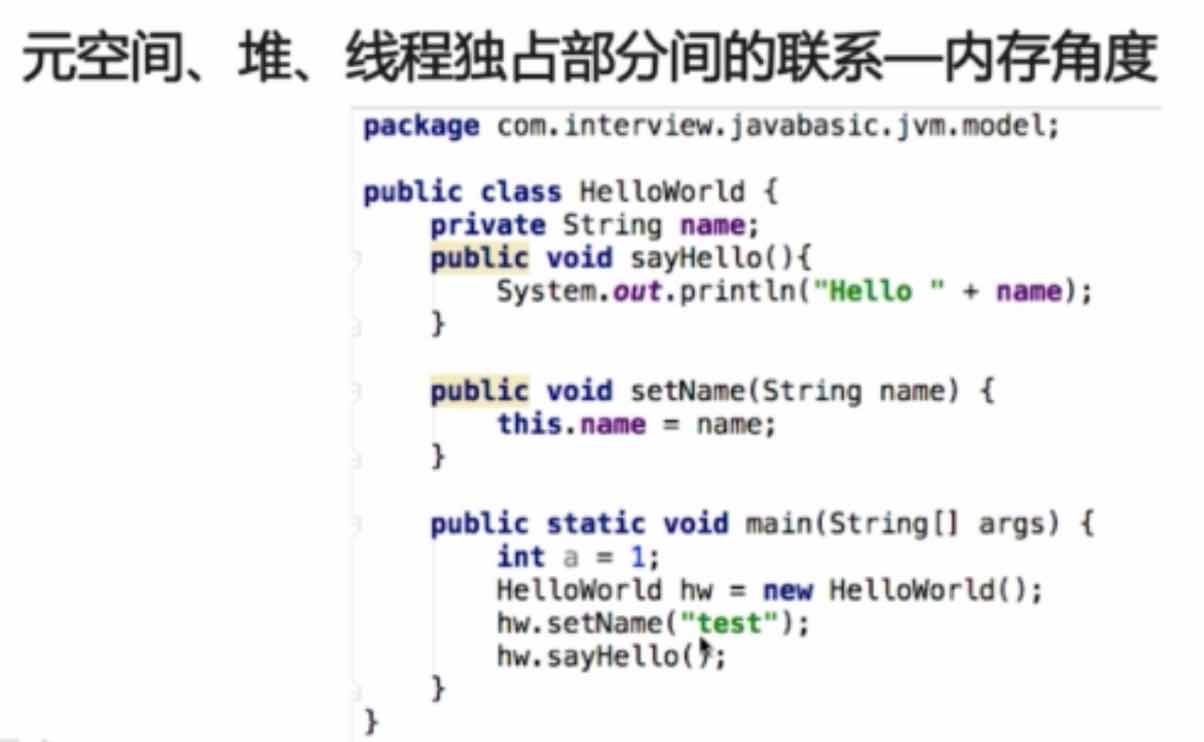 元空间、堆、线程独占部分间的联系—内存角度
package com.interview.javabasic.jvm.model;
public class HelloWorld {
private String name;
public void sayHello(){
System.out.println("Hello " + name);
}
public void setName(String name) {
this.name = name;
}
public static void main(String[] args) {
int a = 1;
HelloWorld hw = new HelloWorld();
hw.setName("test");
hw.sayHello();
}
}